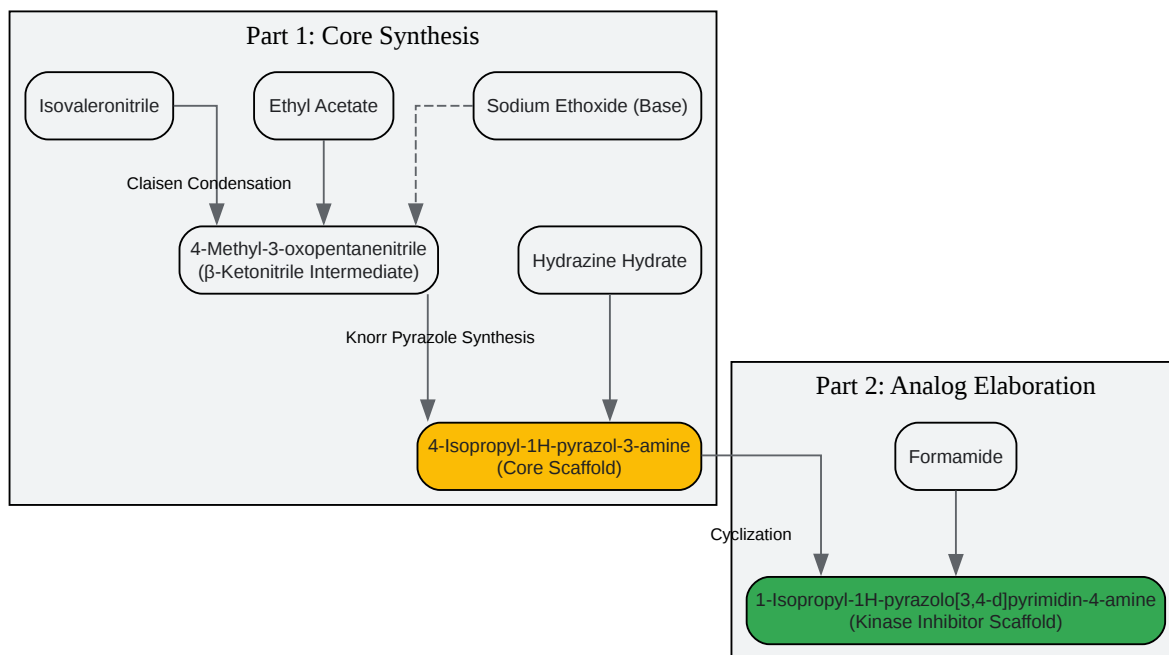 Part 1: Core Synthesis
Isovaleronitrile
Ethyl Acetate
Sodium Ethoxide (Base)
Claisen Condensation
4-Methyl-3-oxopentanenitrile
(β-Ketonitrile Intermediate)
Hydrazine Hydrate
Knorr Pyrazole Synthesis
4-Isopropyl-1H-pyrazol-3-amine
(Core Scaffold)
Part 2: Analog Elaboration
Formamide
Cyclization
1-Isopropyl-1H-pyrazolo[3,4-d]pyrimidin-4-amine
(Kinase Inhibitor Scaffold)